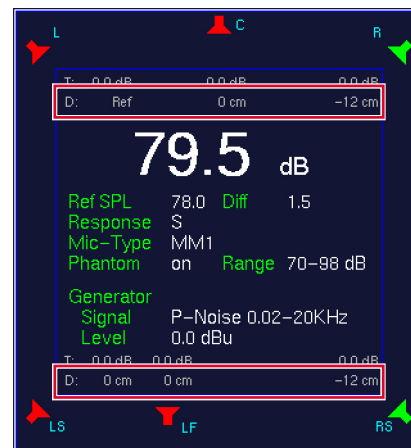 L C R
T: 0.0 dB 0.0 dB 0.0 dB
D: Ref 0 cm −12 cm
79.5 dB
Ref SPL 78.0 Diff 1.5
Response S
Mic-Type MM1
Phantom on Range 70–98 dB
Generator
Signal P–Noise 0.02–20KHz
Level 0.0 dBu
T: 0.0 dB 0.0 dB 0.0 dB
D: 0 cm 0 cm −12 cm
LS LF RS